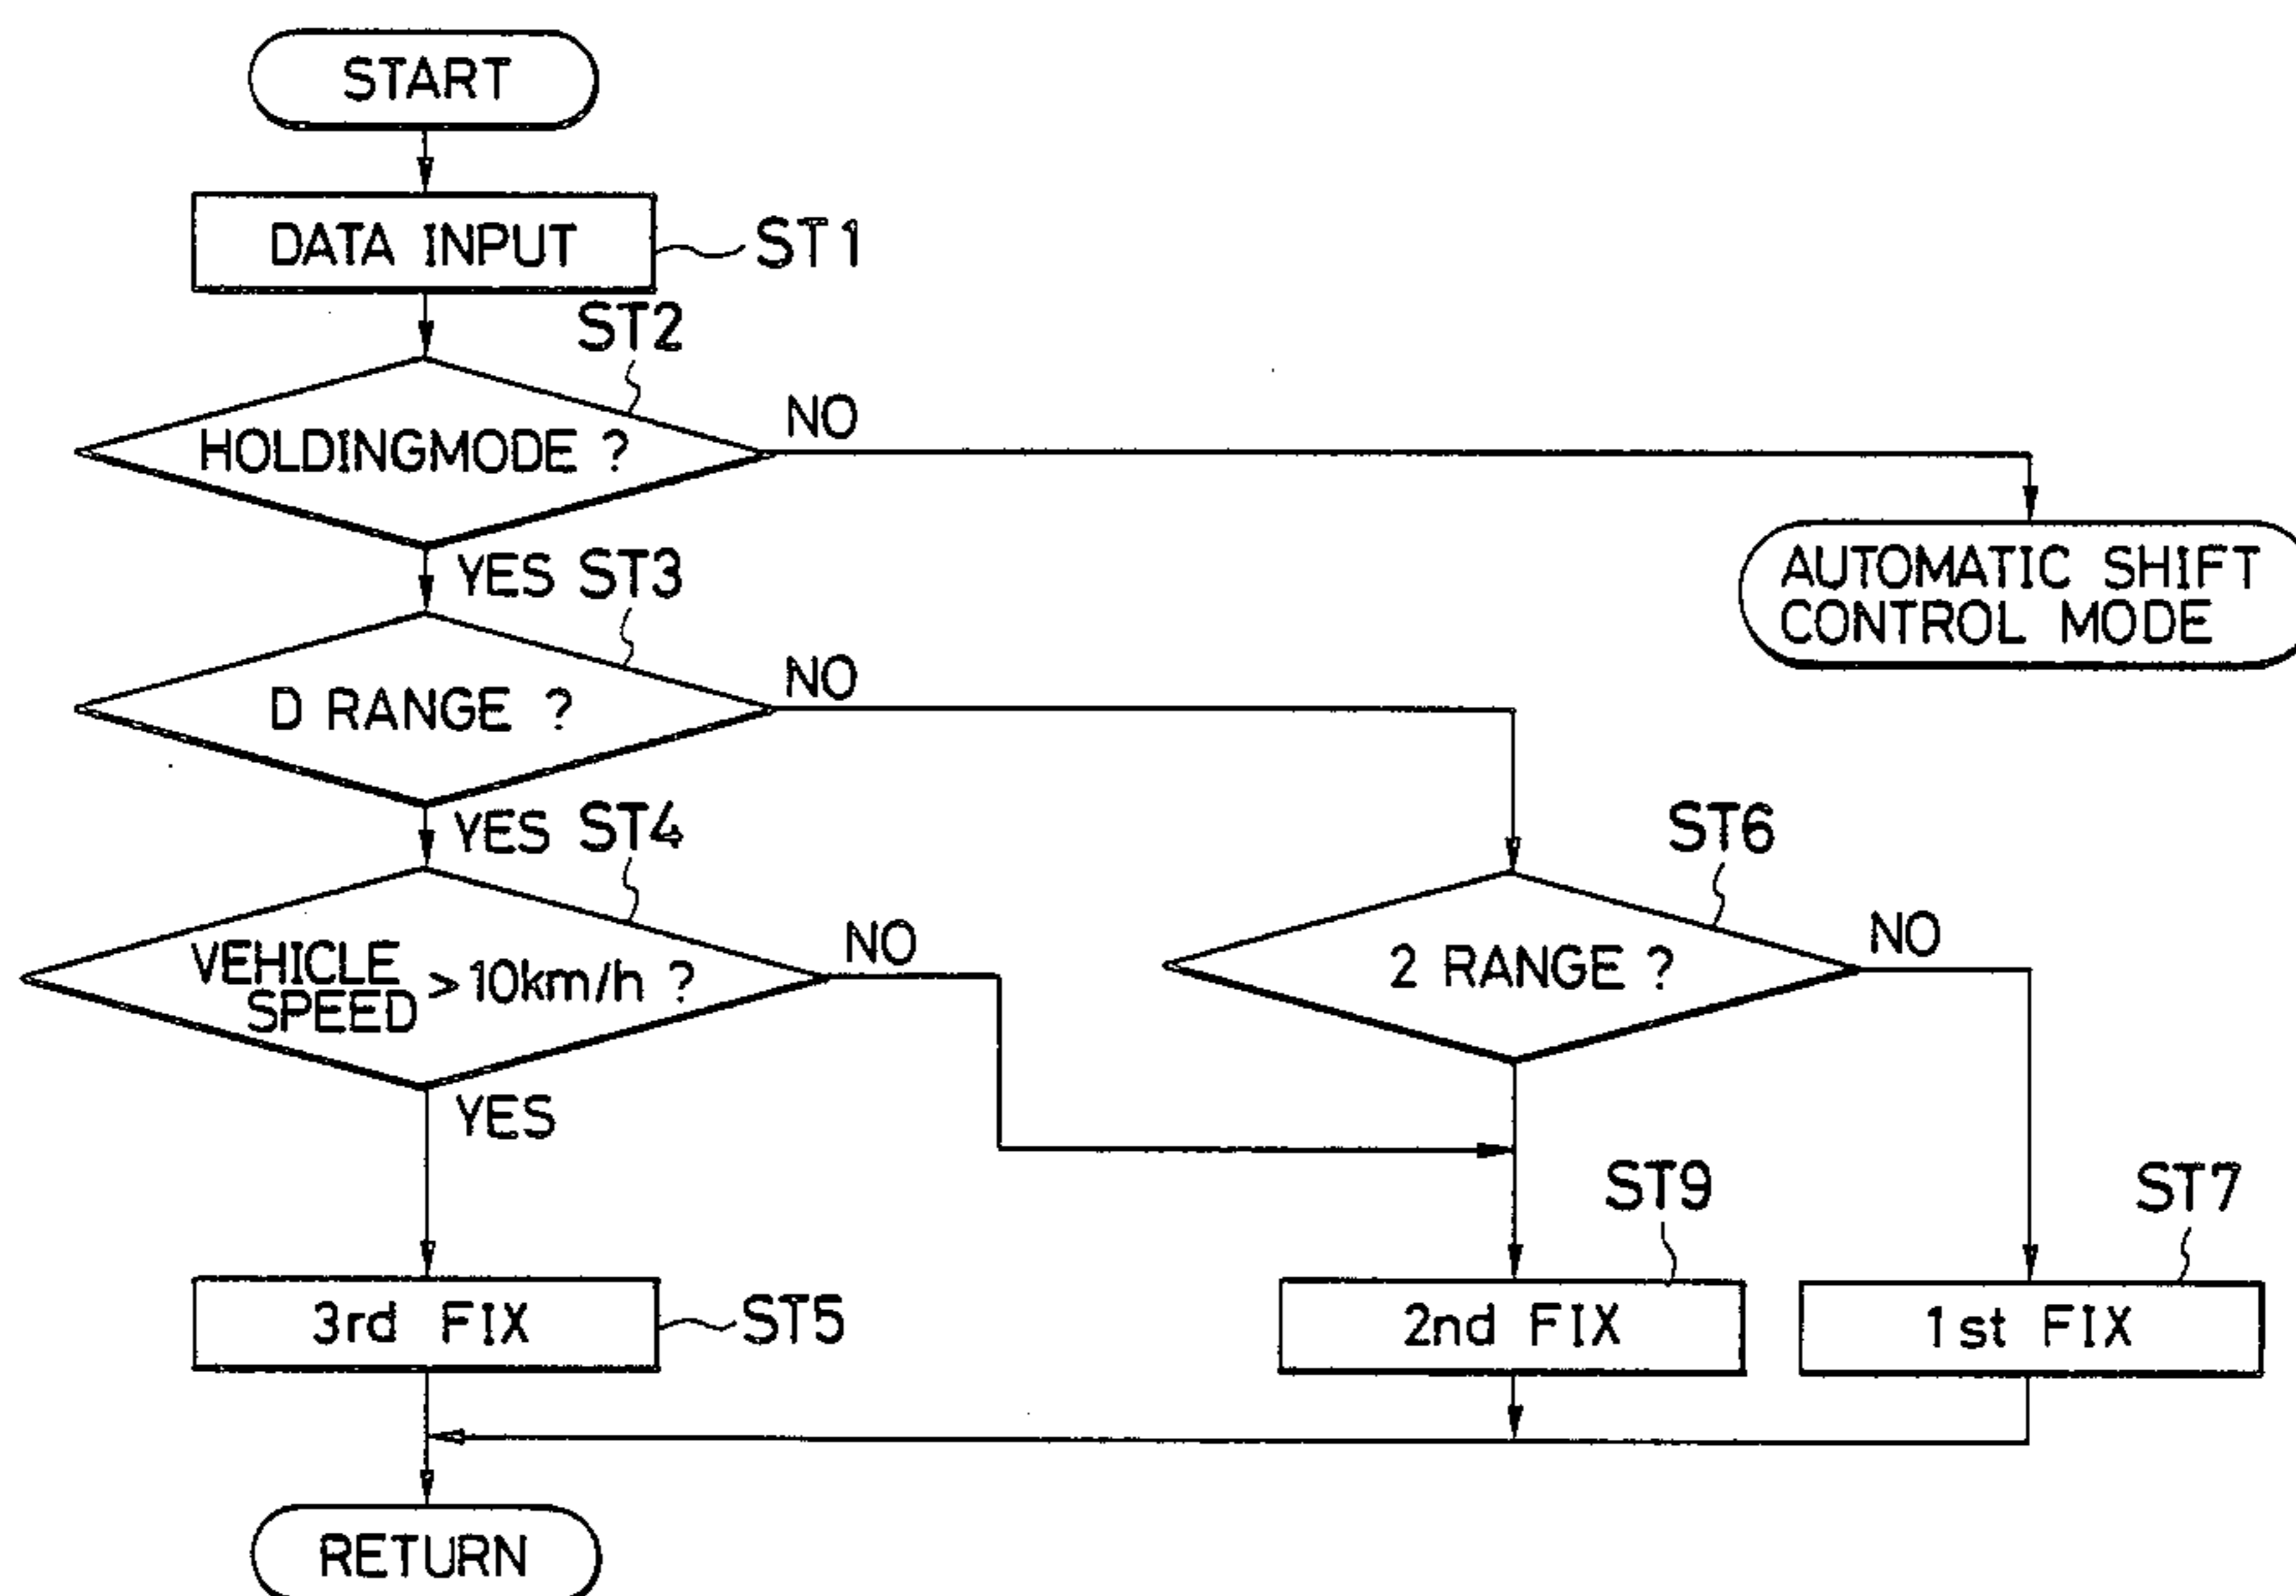 START
DATA INPUT
ST1
ST2
HOLDINGMODE ?
NO
AUTOMATIC SHIFT
CONTROL MODE
YES
ST3
D RANGE ?
NO
YES
ST4
VEHICLE
SPEED >10km/h ?
NO
YES
ST6
2 RANGE ?
NO
3rd FIX
ST5
ST9
2nd FIX
ST7
1st FIX
RETURN